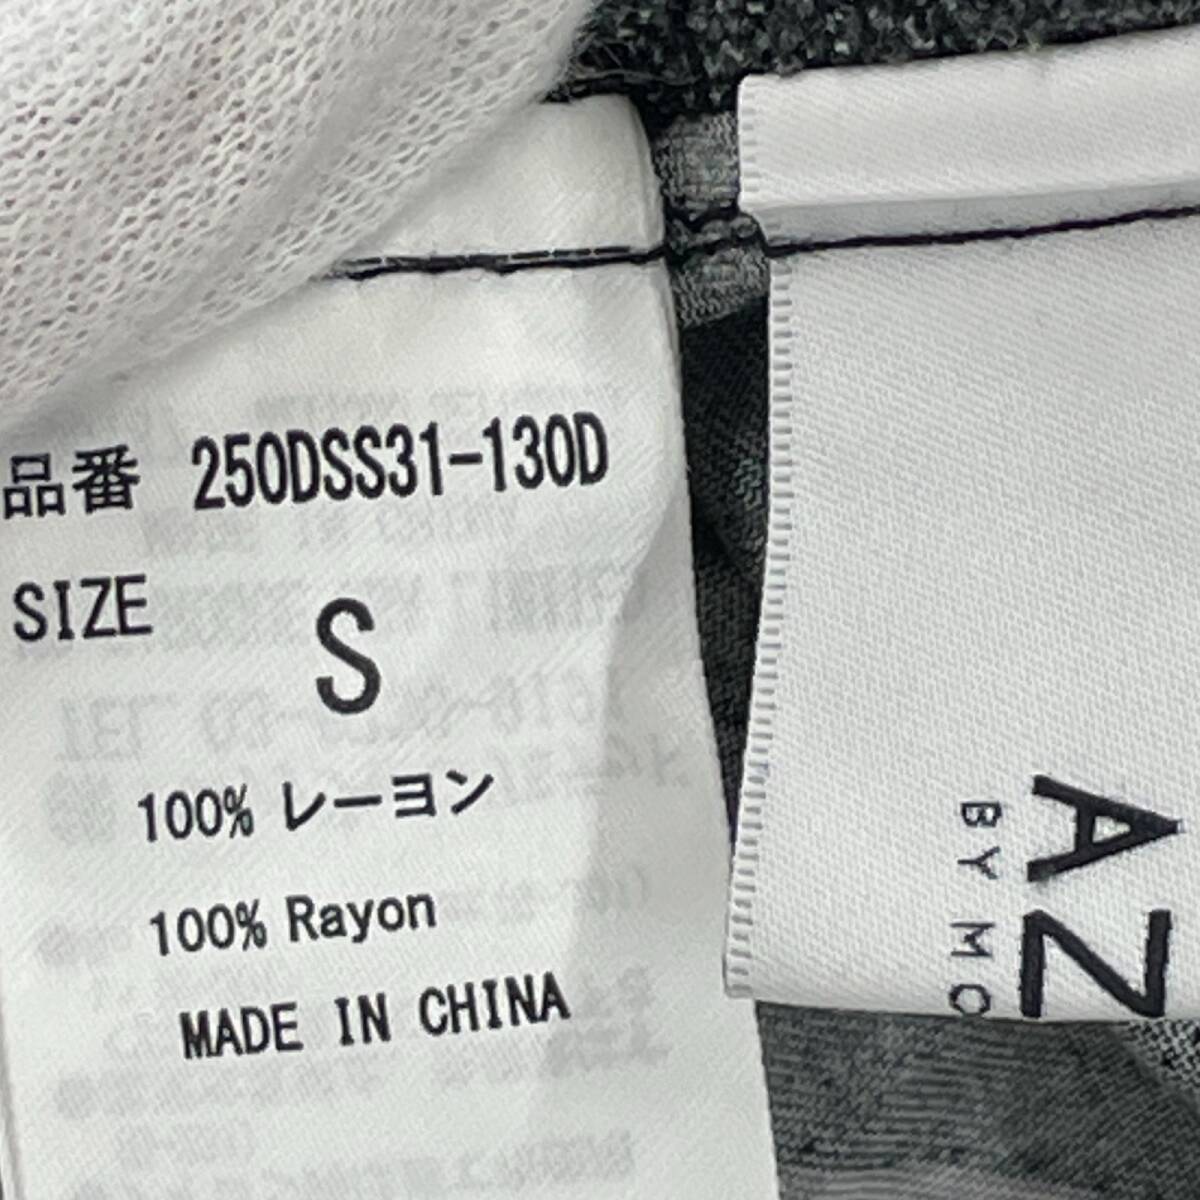 品番 250DSS31-130D
SIZE
S
100% レーヨン
100% Rayon
MADE IN CHINA
AZ
BY MO